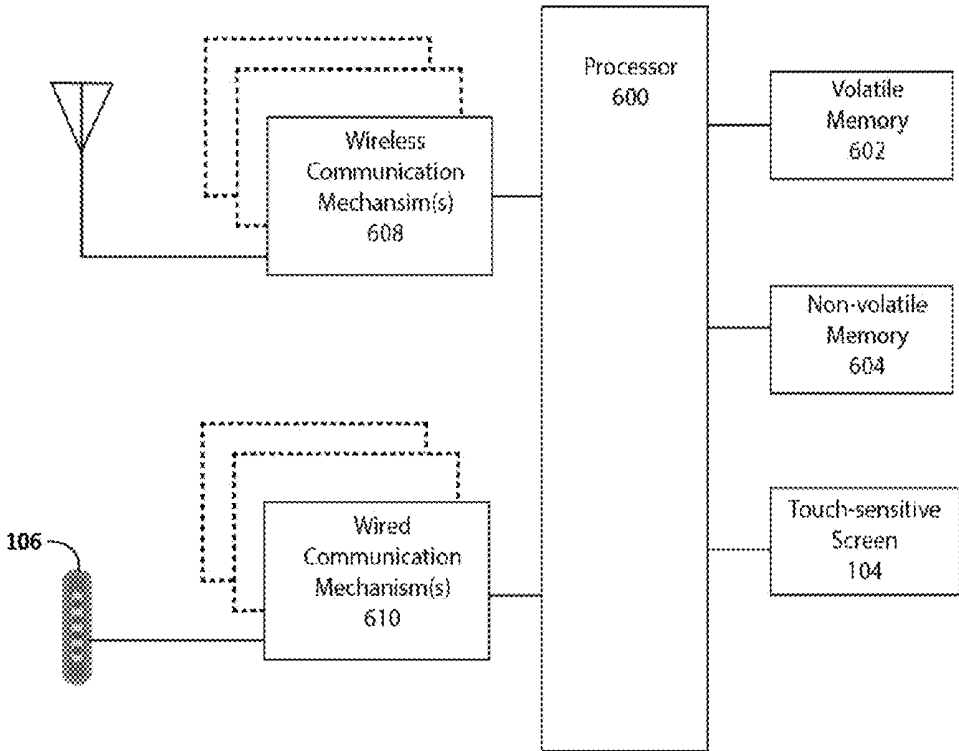 Processor
600
Volatile
Memory
602
Wireless
Communication
Mechansim(s)
608
Non-volatile
Memory
604
Wired
Communication
Mechanism(s)
610
Touch-sensitive
Screen
104
106